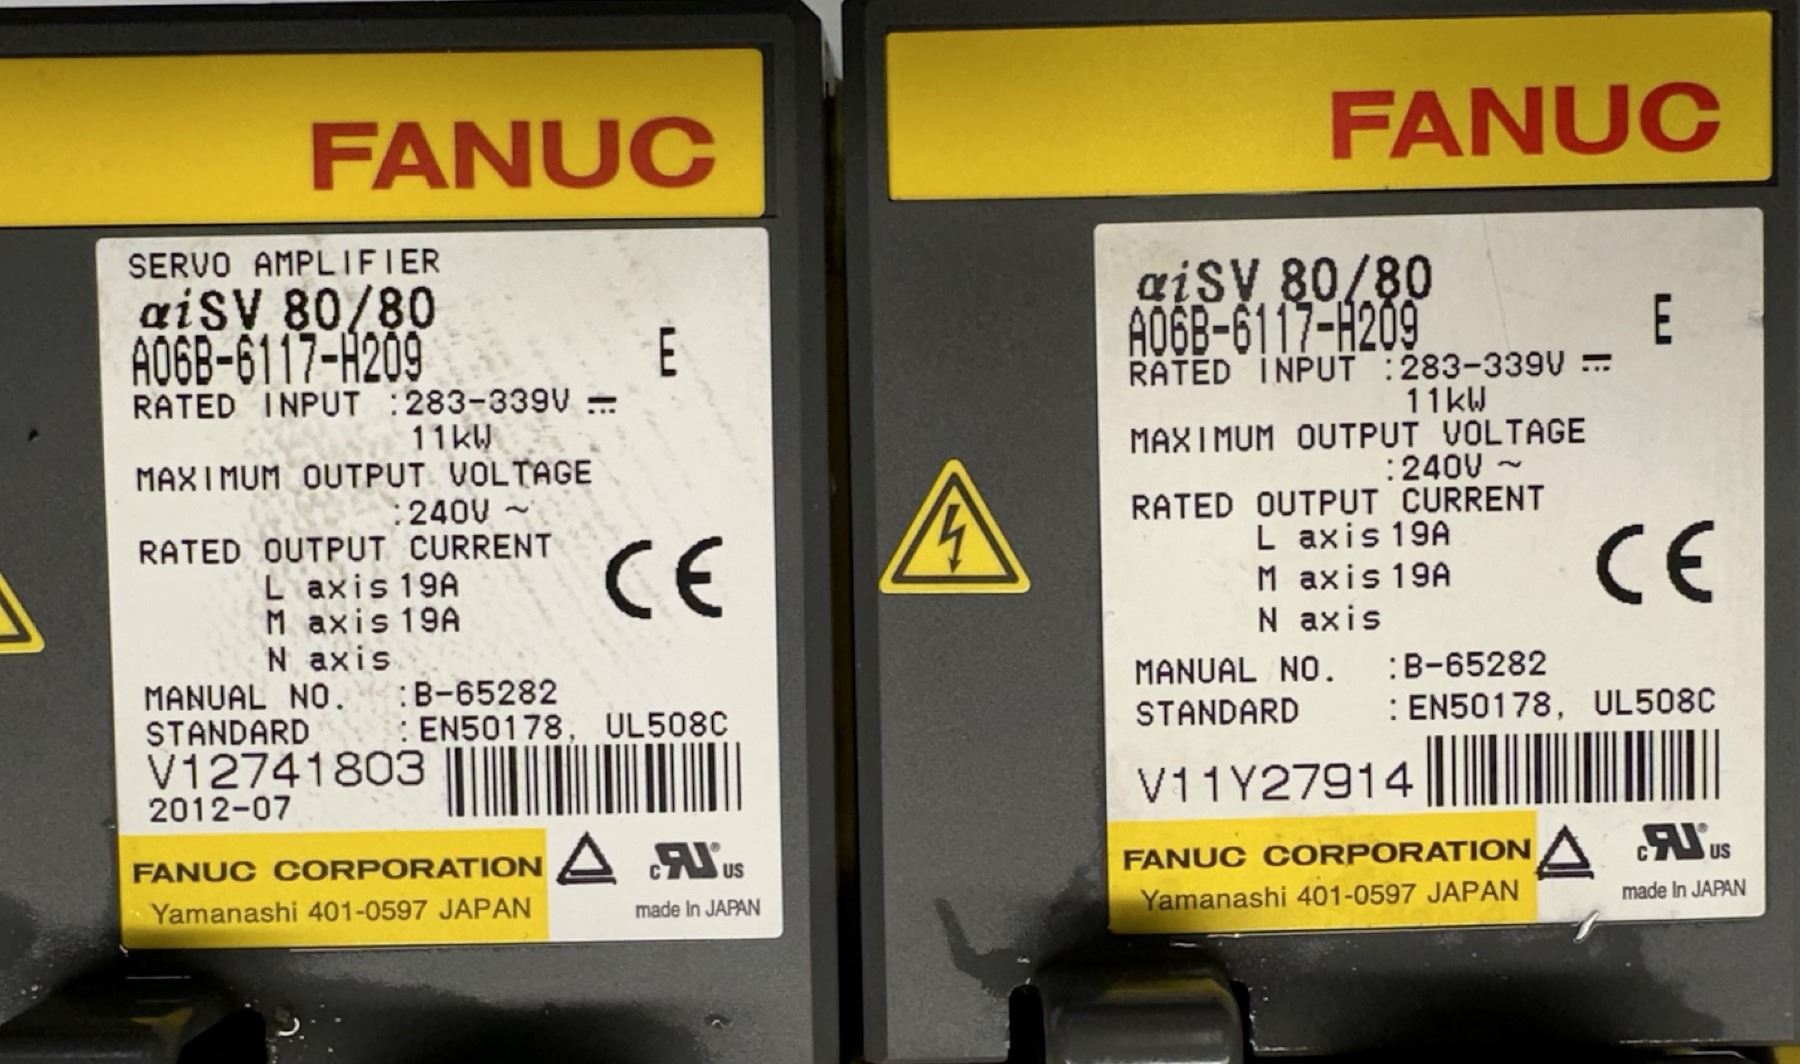 FANUC
SERVO AMPLIFIER
αiSV 80/80
A06B-6117-H209 E
RATED INPUT :283-339V ⎓
11kW
MAXIMUM OUTPUT VOLTAGE
:240V ~
RATED OUTPUT CURRENT
L axis 19A
M axis 19A
N axis
CE
MANUAL NO. :B-65282
STANDARD :EN50178, UL508C
V12741803
2012-07
FANUC CORPORATION
Yamanashi 401-0597 JAPAN
c RU ® US
made in JAPAN
FANUC
αiSV 80/80
A06B-6117-H209 E
RATED INPUT :283-339V ⎓
11kW
MAXIMUM OUTPUT VOLTAGE
:240V ~
RATED OUTPUT CURRENT
L axis 19A
M axis 19A
N axis
CE
MANUAL NO. :B-65282
STANDARD :EN50178, UL508C
V11Y27914
FANUC CORPORATION
Yamanashi 401-0597 JAPAN
c RU ® US
made in JAPAN